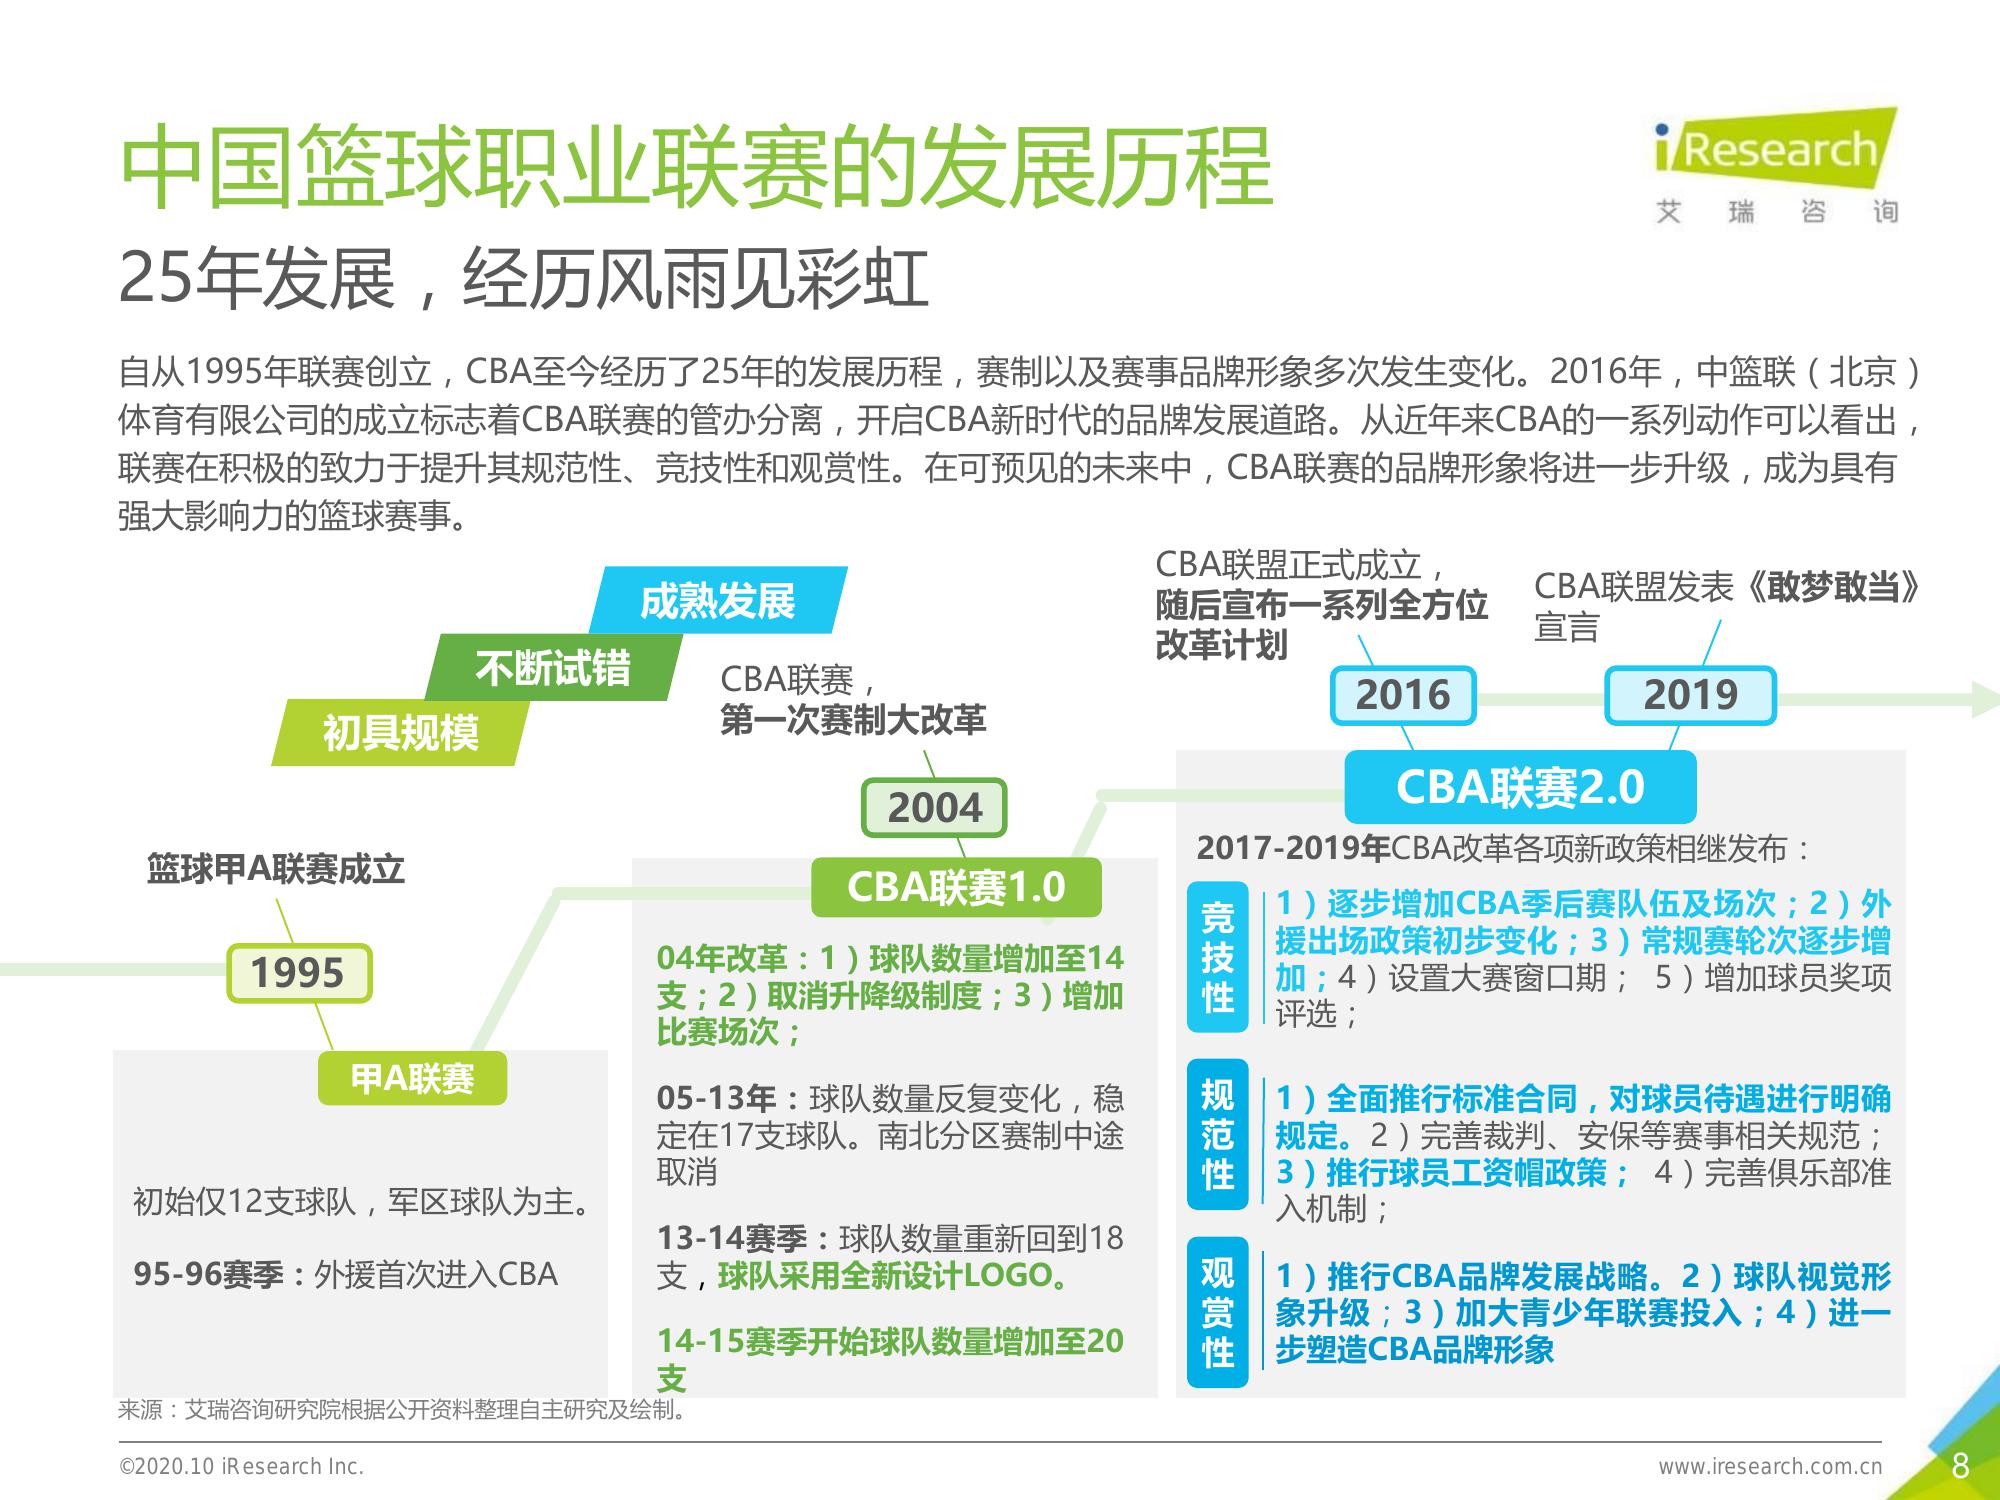 中国篮球职业联赛的发展历程
iResearch
艾 瑞 咨 询
25年发展，经历风雨见彩虹
自从1995年联赛创立，CBA至今经历了25年的发展历程，赛制以及赛事品牌形象多次发生变化。2016年，中篮联（北京）
体育有限公司的成立标志着CBA联赛的管办分离，开启CBA新时代的品牌发展道路。从近年来CBA的一系列动作可以看出，
联赛在积极的致力于提升其规范性、竞技性和观赏性。在可预见的未来中，CBA联赛的品牌形象将进一步升级，成为具有
强大影响力的篮球赛事。
成熟发展
不断试错
初具规模
篮球甲A联赛成立
1995
甲A联赛
初始仅12支球队，军区球队为主。
95-96赛季：外援首次进入CBA
CBA联赛，
第一次赛制大改革
2004
CBA联赛1.0
04年改革：1）球队数量增加至14
支；2）取消升降级制度；3）增加
比赛场次；
05-13年：球队数量反复变化，稳
定在17支球队。南北分区赛制中途
取消
13-14赛季：球队数量重新回到18
支，球队采用全新设计LOGO。
14-15赛季开始球队数量增加至20
支
CBA联盟正式成立，
随后宣布一系列全方位
改革计划
2016
CBA联盟发表《敢梦敢当》
宣言
2019
CBA联赛2.0
2017-2019年CBA改革各项新政策相继发布：
竞技性
1）逐步增加CBA季后赛队伍及场次；2）外
援出场政策初步变化；3）常规赛轮次逐步增
加；4）设置大赛窗口期； 5）增加球员奖项
评选；
规范性
1）全面推行标准合同，对球员待遇进行明确
规定。2）完善裁判、安保等赛事相关规范；
3）推行球员工资帽政策； 4）完善俱乐部准
入机制；
观赏性
1）推行CBA品牌发展战略。2）球队视觉形
象升级；3）加大青少年联赛投入；4）进一
步塑造CBA品牌形象
来源：艾瑞咨询研究院根据公开资料整理自主研究及绘制。
©2020.10 iResearch Inc.
www.iresearch.com.cn
8